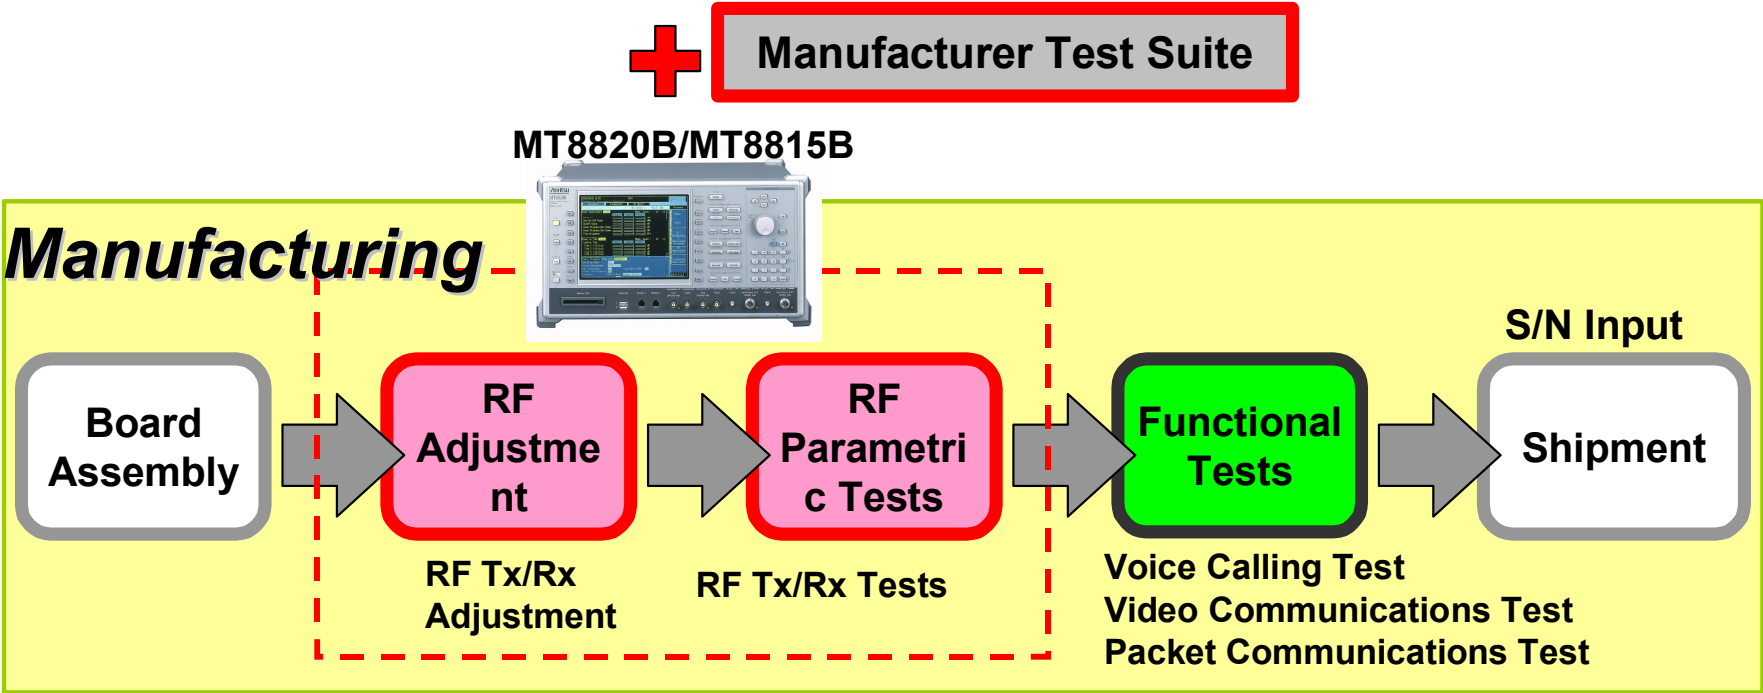 Manufacturer Test Suite
MT8820B/MT8815B
Anritsu
Manufacturing
S/N Input
Board
Assembly
RF
Adjustme
nt
RF
Parametri
c Tests
Functional
Tests
Shipment
RF Tx/Rx
Adjustment
RF Tx/Rx Tests
Voice Calling Test
Video Communications Test
Packet Communications Test